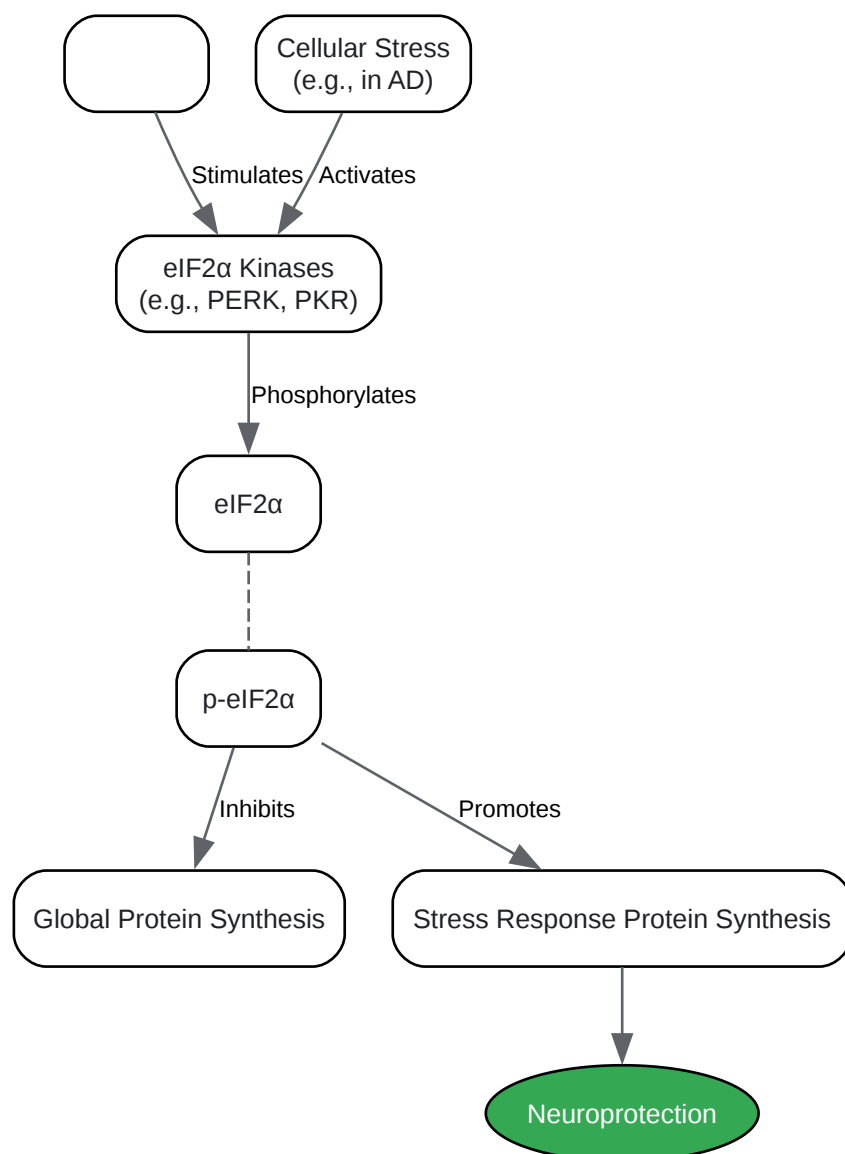 Cellular Stress
(e.g., in AD)
Stimulates
Activates
eIF2α Kinases
(e.g., PERK, PKR)
Phosphorylates
eIF2α
p-eIF2α
Inhibits
Promotes
Global Protein Synthesis
Stress Response Protein Synthesis
Neuroprotection